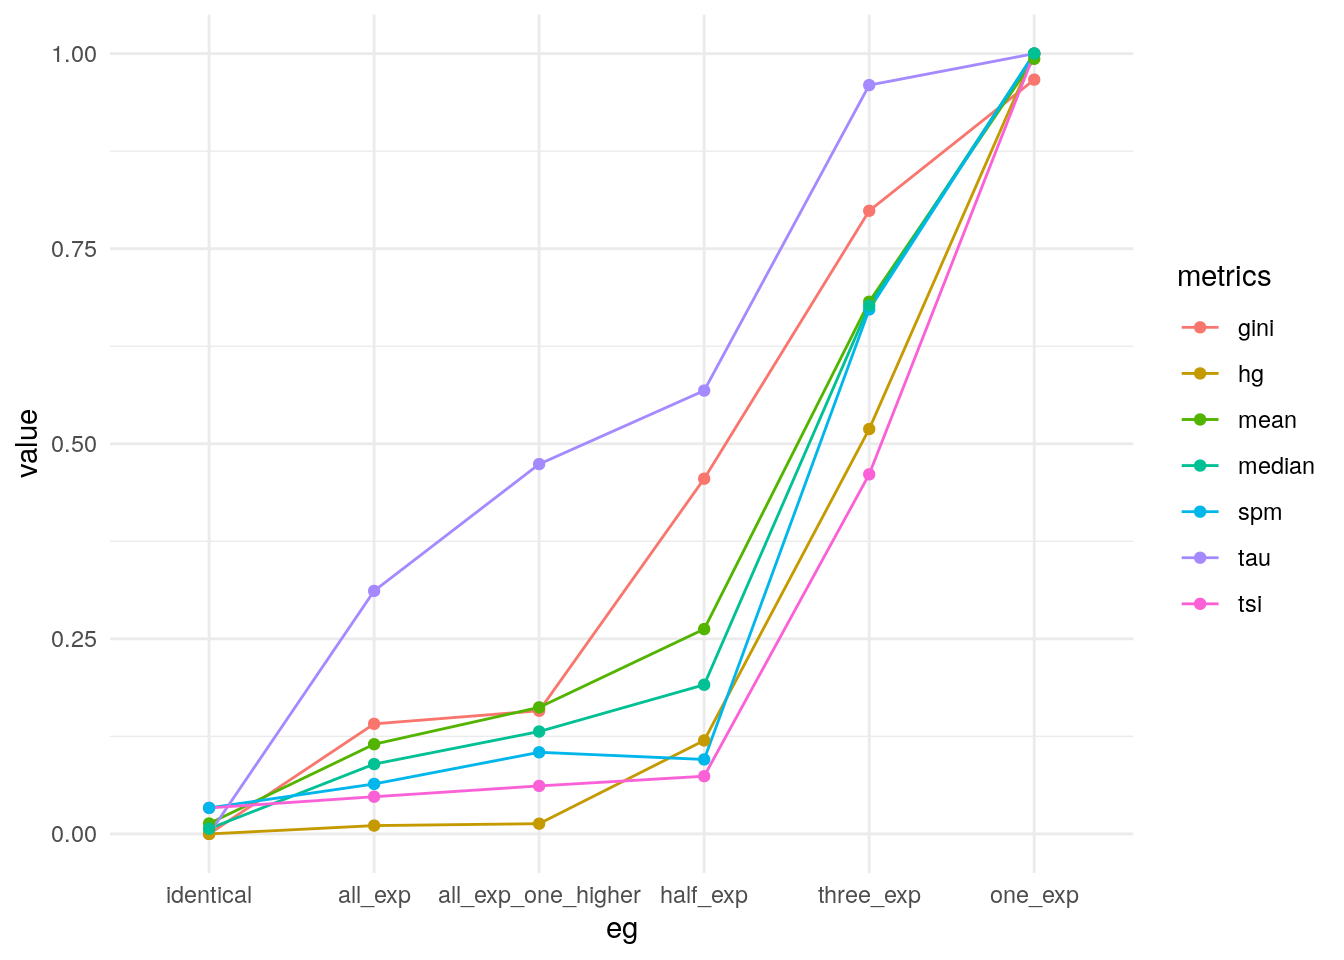 1.00
0.75
0.50
0.25
0.00
value
identical all_exp all_exp_one_higher half_exp three_exp one_exp
eg
metrics
gini
hg
mean
median
spm
tau
tsi